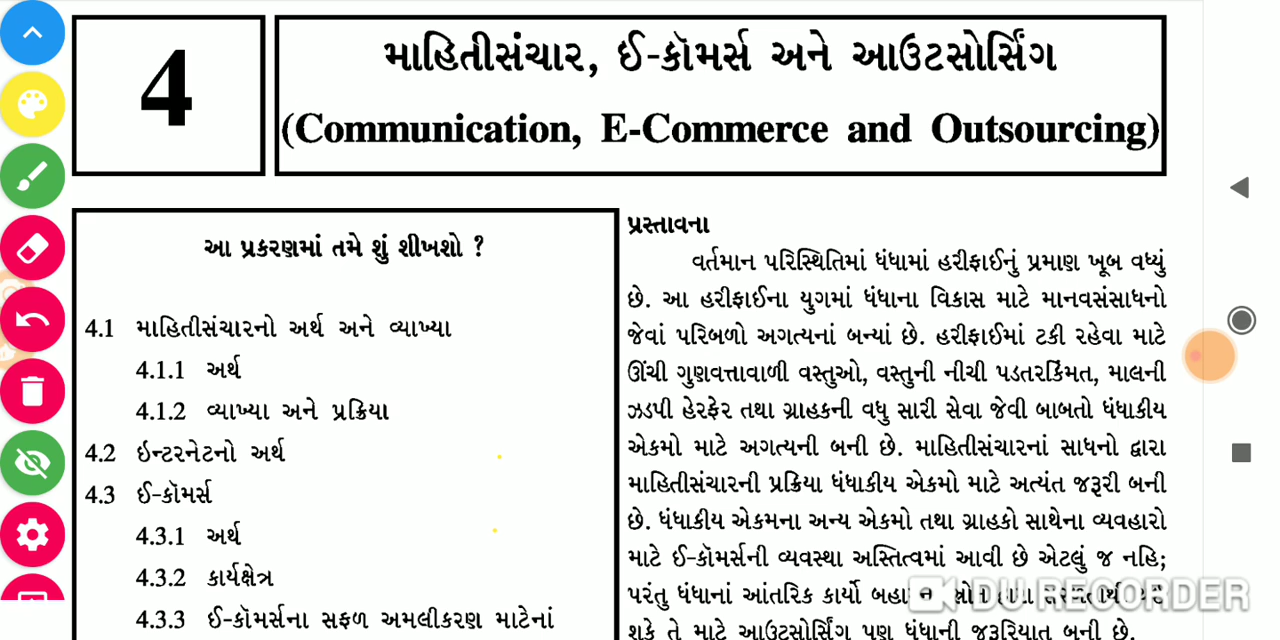 4
માહિતીસંચાર, ઈ-કૉમર્સ અને આઉટસોર્સિંગ
(Communication, E-Commerce and Outsourcing)
આ પ્રકરણમાં તમે શું શીખશો ?
4.1 માહિતીસંચારનો અર્થ અને વ્યાખ્યા
4.1.1 અર્થ
4.1.2 વ્યાખ્યા અને પ્રક્રિયા
4.2 ઇન્ટરનેટનો અર્થ
4.3 ઈ-કૉમર્સ
4.3.1 અર્થ
4.3.2 કાર્યક્ષેત્ર
4.3.3 ઈ-કૉમર્સના સફળ અમલીકરણ માટેનાં
પ્રસ્તાવના
વર્તમાન પરિસ્થિતિમાં ધંધામાં હરીફાઈનું પ્રમાણ ખૂબ વધ્યું
છે. આ હરીફાઈના યુગમાં ધંધાના વિકાસ માટે માનવસંસાધનો
જેવાં પરિબળો અગત્યનાં બન્યાં છે. હરીફાઈમાં ટકી રહેવા માટે
ઊંચી ગુણવત્તાવાળી વસ્તુઓ, વસ્તુની નીચી પડતરકિંમત, માલની
ઝડપી હેરફેર તથા ગ્રાહકની વધુ સારી સેવા જેવી બાબતો ધંધાકીય
એકમો માટે અગત્યની બની છે. માહિતીસંચારનાં સાધનો દ્વારા
માહિતીસંચારની પ્રક્રિયા ધંધાકીય એકમો માટે અત્યંત જરૂરી બની
છે. ધંધાકીય એકમના અન્ય એકમો તથા ગ્રાહકો સાથેના વ્યવહારો
માટે ઈ-કૉમર્સની વ્યવસ્થા અસ્તિત્વમાં આવી છે એટલું જ નહિ;
પરંતુ ધંધાનાં આંતરિક કાર્યો
શકે તે માટે આઉટસોર્સિંગ પણ ધંધાની જરૂરિયાત બની છે.
DU RECORDER